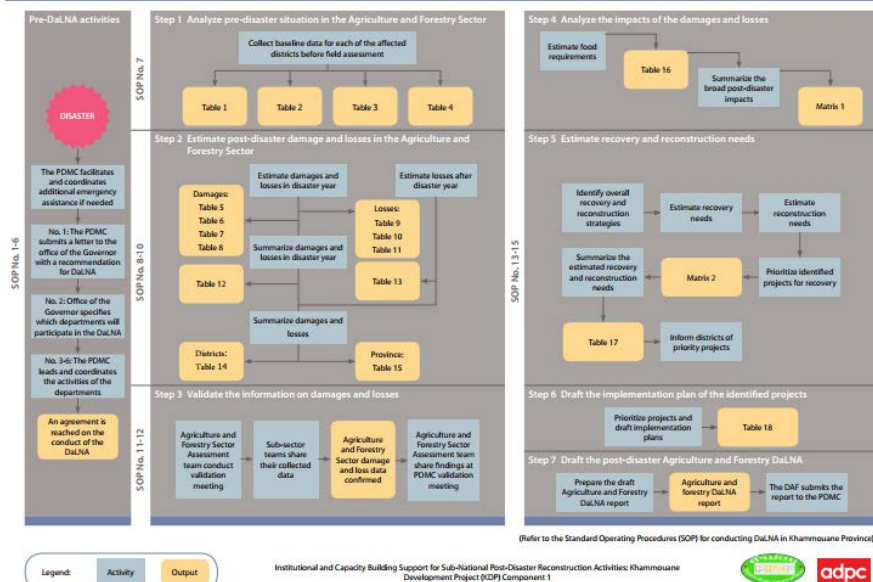 Pre-DaLNA activities
SOP No. 1-6
DISASTER
The PDMC facilitates
and coordinates
additional emergency
assistance if needed
No. 1: The PDMC
submits a letter to the
office of the Governor
with a recommendation
for DaLNA
No. 2: Office of the
Governor specifies
which departments will
participate in the DaLNA
No. 3-6: The PDMC
leads and coordinates
the activities of the
departments
An agreement is
reached on the
conduct of the
DaLNA
SOP No. 7
Step 1 Analyze pre-disaster situation in the Agriculture and Forestry Sector
Collect baseline data for each of the affected
districts before field assessment
Table 1
Table 2
Table 3
Table 4
SOP No. 8-10
Step 2 Estimate post-disaster damage and losses in the Agriculture and
Forestry Sector
Estimate damages and
losses in disaster year
Estimate losses after
disaster year
Damages:
Table 5
Table 6
Table 7
Table 8
Losses:
Table 9
Table 10
Table 11
Summarize damages and
losses in disaster year
Table 12
Table 13
Summarize damages and
losses
Districts:
Table 14
Province:
Table 15
SOP No. 11-12
Step 3 Validate the information on damages and losses
Agriculture and
Forestry Sector
Assessment
team conduct
validation
meeting
Sub-sector
teams share
their collected
data
Agriculture
and Forestry
Sector damage
and loss data
confirmed
Agriculture and
Forestry Sector
Assessment team
share findings at
PDMC validation
meeting
SOP No. 13-15
Step 4 Analyze the impacts of the damages and losses
Estimate food
requirements
Table 16
Summarize the
broad post-disaster
impacts
Matrix 1
Step 5 Estimate recovery and reconstruction needs
Identify overall
recovery and
reconstruction
strategies
Estimate recovery
needs
Estimate
reconstruction
needs
Summarize the
estimated recovery
and reconstruction
needs
Matrix 2
Prioritize identified
projects for recovery
Table 17
Inform districts of
priority projects
Step 6 Draft the implementation plan of the identified projects
Prioritize projects and
draft implementation
plans
Table 18
Step 7 Draft the post-disaster Agriculture and Forestry DaLNA
Prepare the draft
Agriculture and Forestry
DaLNA report
Agriculture and
forestry DaLNA
report
The DAF submits the
report to the PDMC
(Refer to the Standard Operating Procedures (SOP) for conducting DaLNA in Khammouane Province)
Legend:
Activity
Output
Institutional and Capacity Building Support for Sub-National Post-Disaster Reconstruction Activities: Khammouane
Development Project (KDP) Component 1
adpc